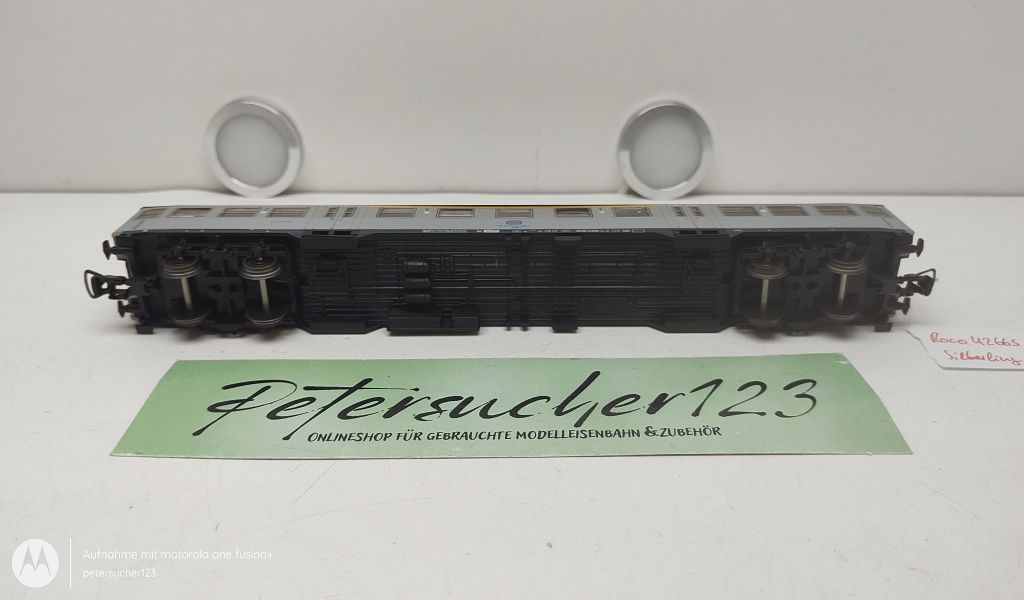 Roco 42665
Silberling
Petersucher123
ONLINESHOP FÜR GEBRAUCHTE MODELLEISENBAHN & ZUBEHÖR
Aufnahme mit motorola one fusion+
petersucher123